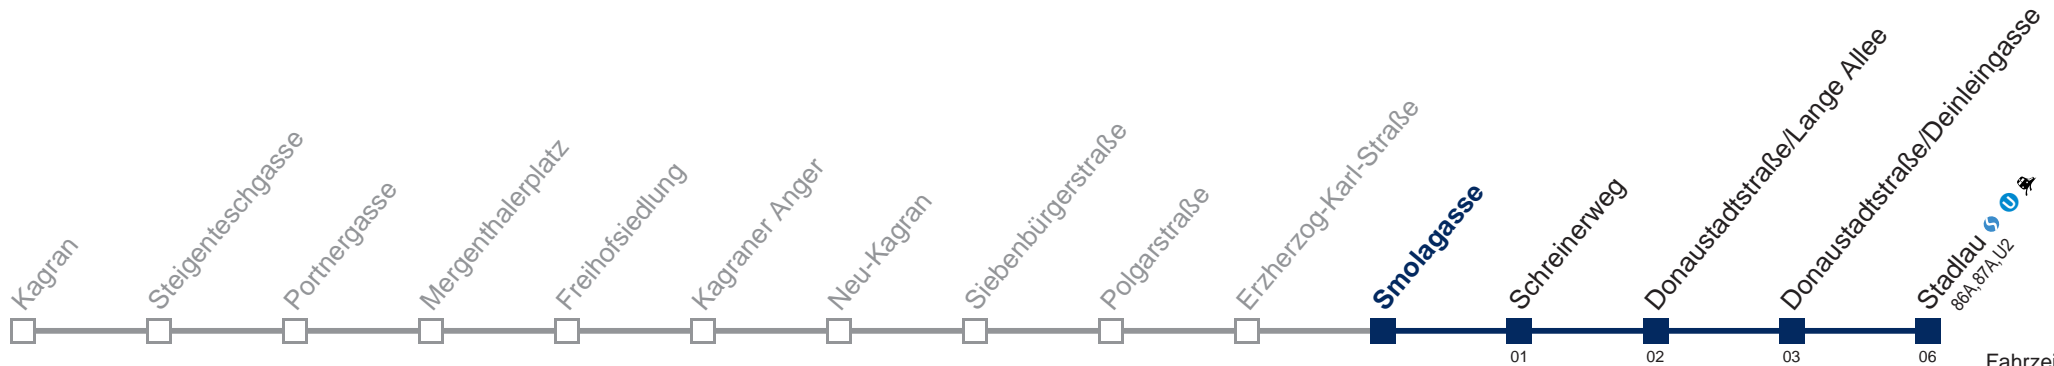 Kagran
Steigenteschgasse
Portnergasse
Mergenthalerplatz
Freihofsiedlung
Kagraner Anger
Neu-Kagran
Siebenbürgerstraße
Polgarstraße
Erzherzog-Karl-Straße
Smolagasse
Schreinerweg
Donaustadtstraße/Lange Allee
Donaustadtstraße/Deinleingasse
Stadlau S U
86A,87A,U2
01
02
03
06
Fahrzei